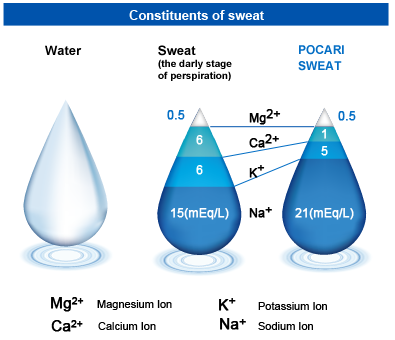 Constituents of sweat
Water
Sweat
(the darly stage
of perspiration)
POCARI
SWEAT
0.5
Mg2+
0.5
6
Ca2+
1
6
K+
5
15(mEq/L)
Na+
21(mEq/L)
Mg2+ Magnesium Ion
K+ Potassium Ion
Ca2+ Calcium Ion
Na+ Sodium Ion